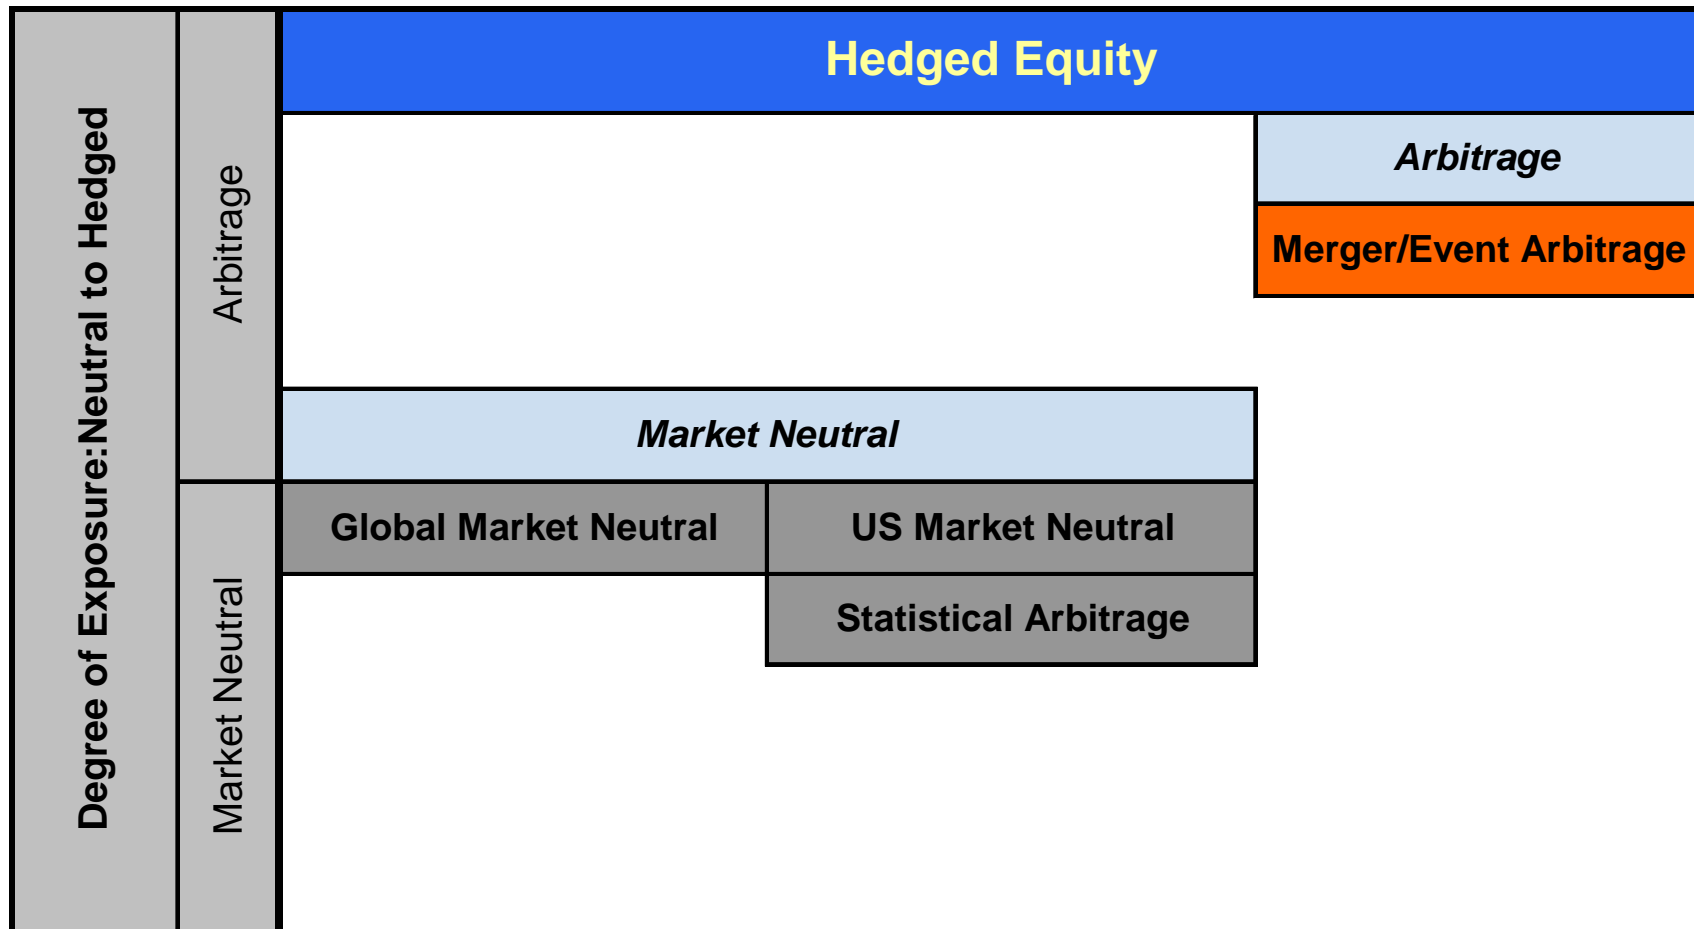 Degree of Exposure:Neutral to Hedged
Arbitrage
Market Neutral
Hedged Equity
Arbitrage
Merger/Event Arbitrage
Market Neutral
Global Market Neutral
US Market Neutral
Statistical Arbitrage